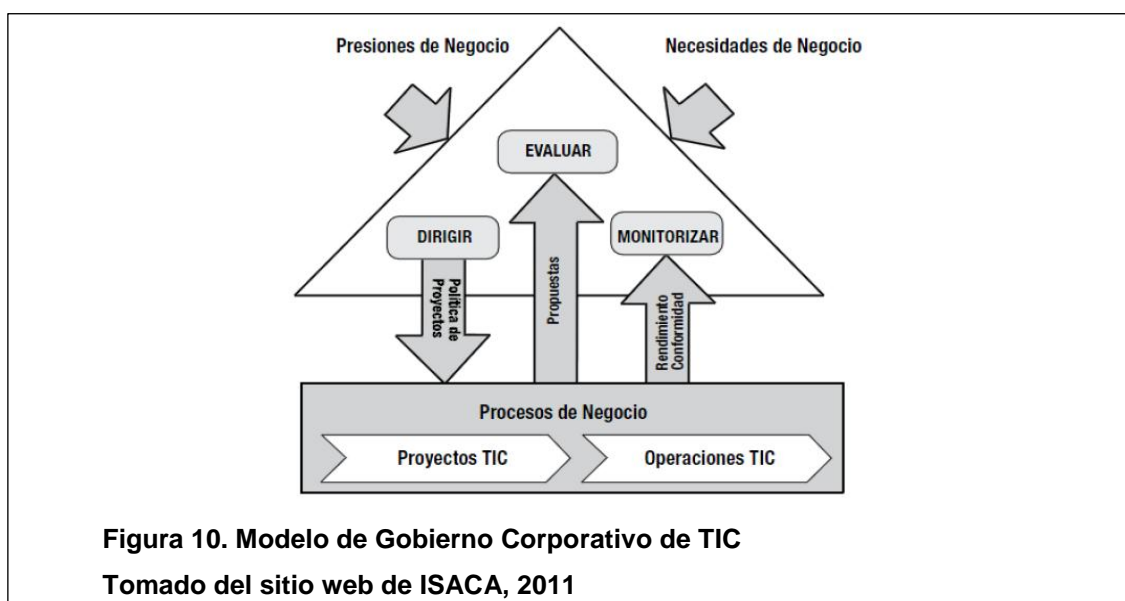 Presiones de Negocio
Necesidades de Negocio
EVALUAR
DIRIGIR
MONITORIZAR
Política de
Proyectos
Propuestas
Rendimiento
Conformidad
Procesos de Negocio
Proyectos TIC
Operaciones TIC
Figura 10. Modelo de Gobierno Corporativo de TIC
Tomado del sitio web de ISACA, 2011